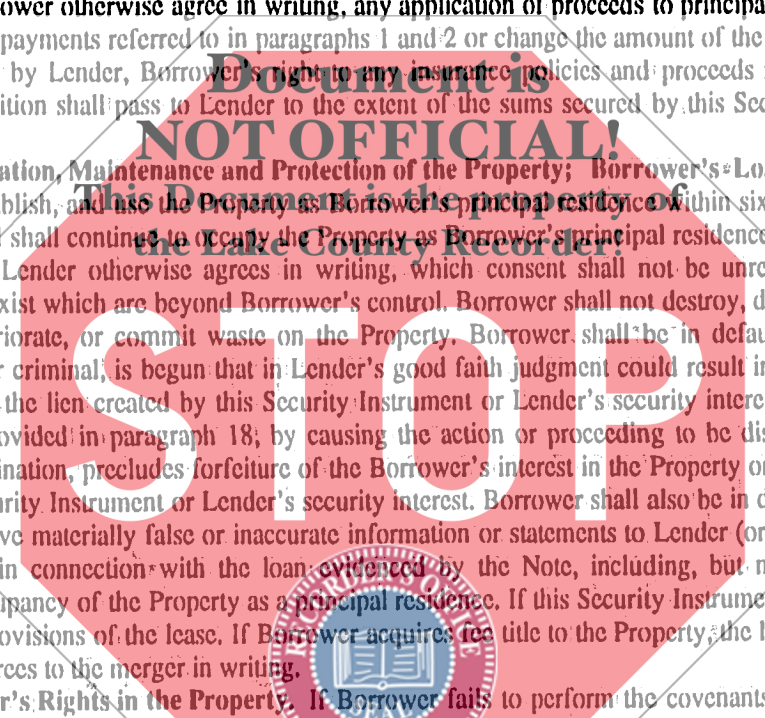 ower otherwise agree in writing, any application of proceeds to principa
payments referred to in paragraphs 1 and 2 or change the amount of the
by Lender, Borrower's right to any insurance policies and proceeds
ition shall pass to Lender to the extent of the sums secured by this Sec
Document is
NOT OFFICIAL!
This Document is the property of
the Lake County Recorder!
ation, Maintenance and Protection of the Property; Borrower's Lo
blish, and use the Property as Borrower's principal residence within six
shall continue to occupy the Property as Borrower's principal residence
Lender otherwise agrees in writing, which consent shall not be unre
xist which are beyond Borrower's control. Borrower shall not destroy, d
riorate, or commit waste on the Property. Borrower shall be in defau
r criminal, is begun that in Lender's good faith judgment could result in
the lien created by this Security Instrument or Lender's security intere
ovided in paragraph 18, by causing the action or proceeding to be dis
ination, precludes forfeiture of the Borrower's interest in the Property or
urity Instrument or Lender's security interest. Borrower shall also be in d
ve materially false or inaccurate information or statements to Lender (or
in connection with the loan evidenced by the Note, including, but n
upancy of the Property as a principal residence. If this Security Instrume
ovisions of the lease. If Borrower acquires fee title to the Property, the l
rees to the merger in writing.
r's Rights in the Property. If Borrower fails to perform the covenants
STOP
RECORDER'S OFFICE
SEAL